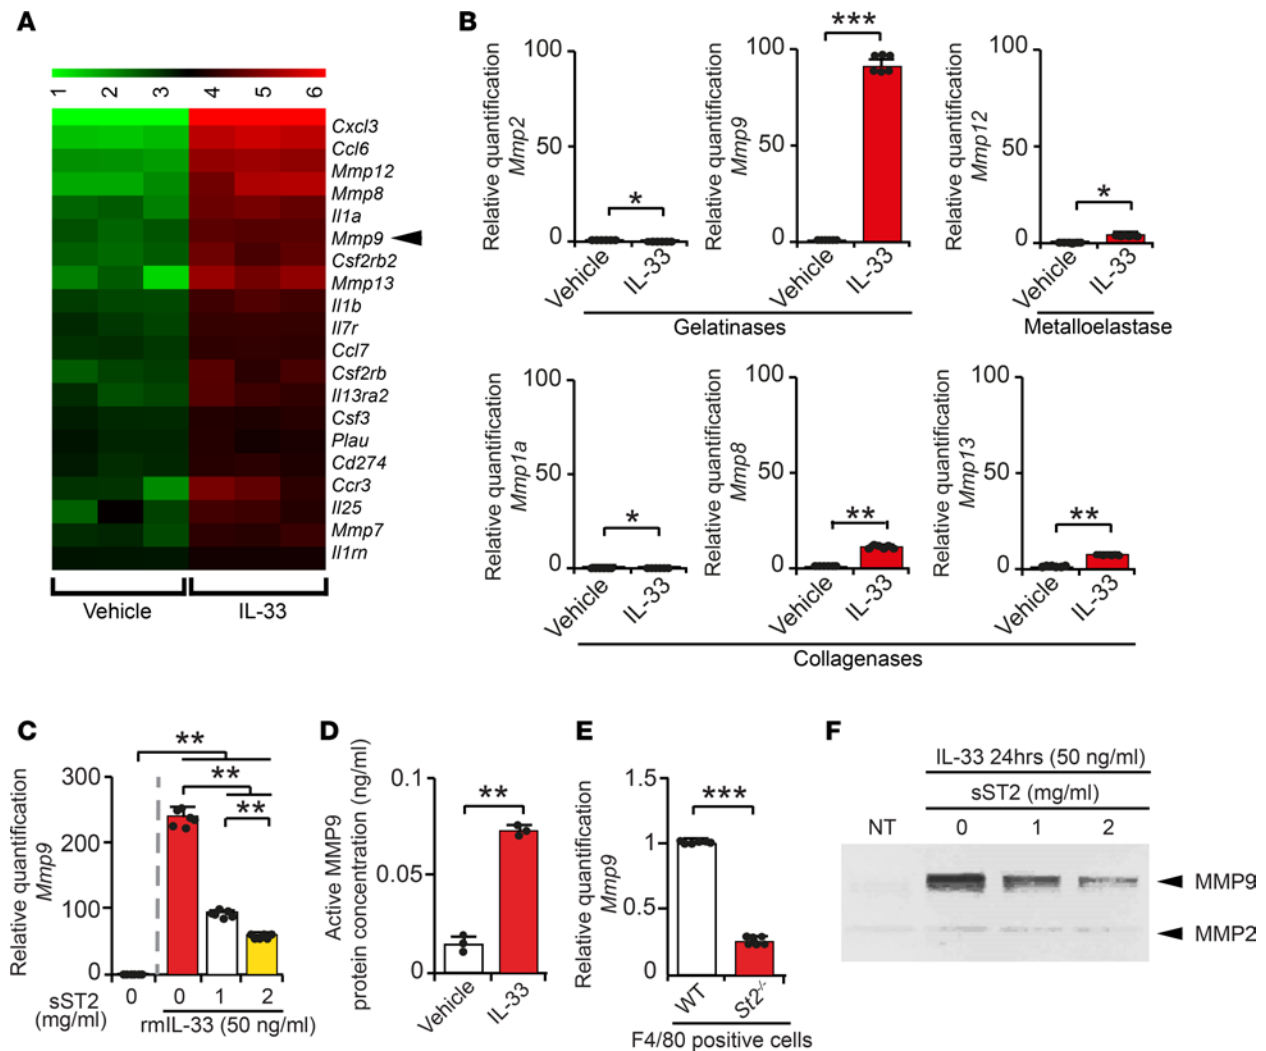 A
1 2 3 4 5 6
Cxcl3
Ccl6
Mmp12
Mmp8
Il1a
Mmp9
Csf2rb2
Mmp13
Il1b
Il7r
Ccl7
Csf2rb
Il13ra2
Csf3
Plau
Cd274
Ccr3
Il25
Mmp7
Il1rn
Vehicle IL-33
B
Relative quantification
Mmp2
100
50
0
*
Vehicle IL-33
Relative quantification
Mmp9
100
50
0
***
Vehicle IL-33
Gelatinases
Relative quantification
Mmp12
100
50
0
*
Vehicle IL-33
Metalloelastase
Relative quantification
Mmp1a
100
50
0
*
Vehicle IL-33
Relative quantification
Mmp8
100
50
0
**
Vehicle IL-33
Relative quantification
Mmp13
100
50
0
**
Vehicle IL-33
Collagenases
C
Relative quantification
Mmp9
300
200
100
0
**
**
**
sST2 0 0 1 2
(mg/ml)
rmIL-33 (50 ng/ml)
D
Active MMP9
protein concentration (ng/ml)
0.1
0.05
0
**
Vehicle IL-33
E
Relative quantification
Mmp9
1.5
1
0.5
0
***
WT St2-/-
F4/80 positive cells
F
IL-33 24hrs (50 ng/ml)
sST2 (mg/ml)
NT 0 1 2
MMP9
MMP2